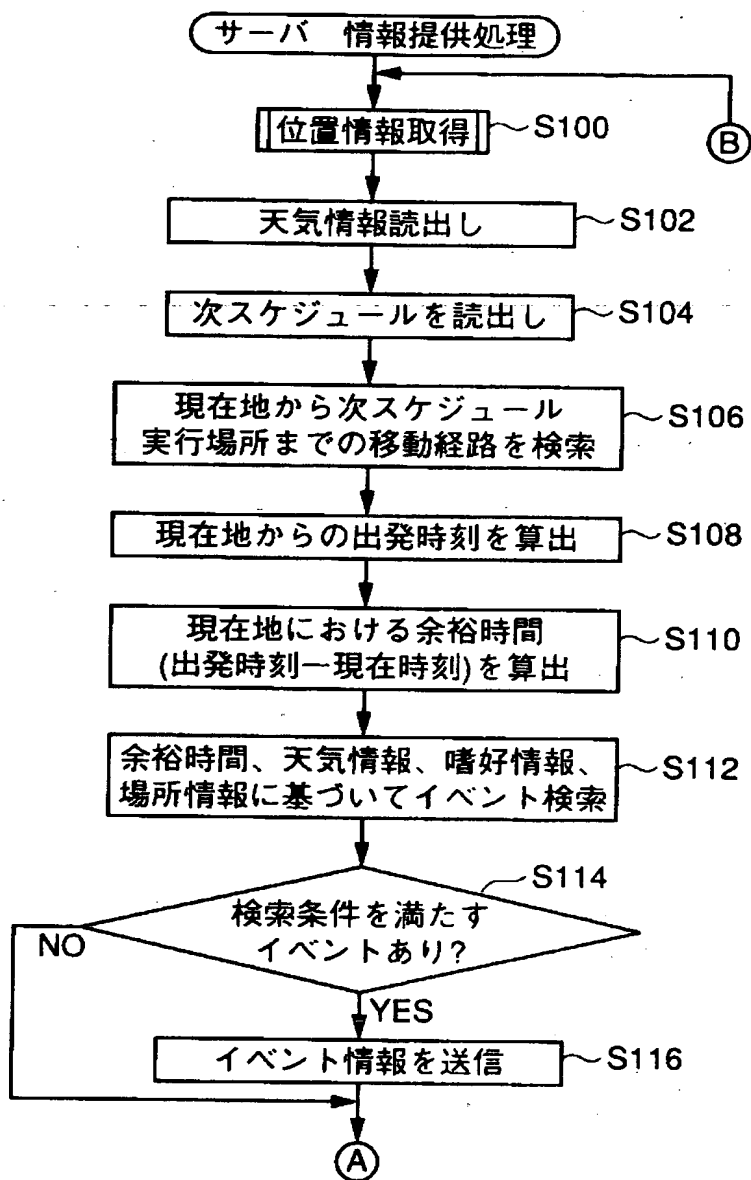 サーバ 情報提供処理
B
位置情報取得 S100
天気情報読出し S102
次スケジュールを読出し S104
現在地から次スケジュール
実行場所までの移動経路を検索
S106
現在地からの出発時刻を算出 S108
現在地における余裕時間
(出発時刻ー現在時刻)を算出
S110
余裕時間、天気情報、嗜好情報、
場所情報に基づいてイベント検索
S112
S114
検索条件を満たす
イベントあり?
NO
YES
イベント情報を送信 S116
A